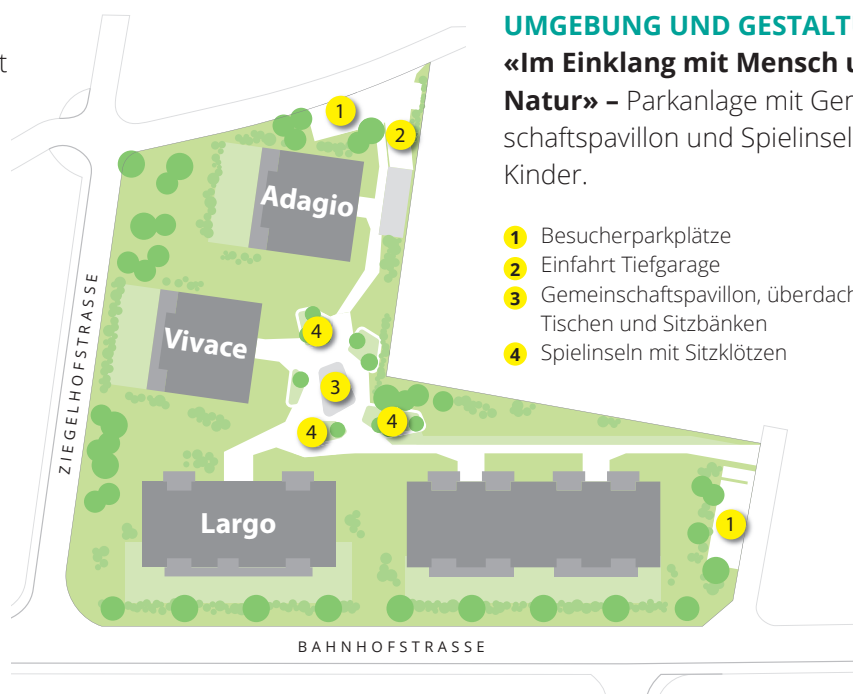 t
UMGEBUNG UND GESTALT
«Im Einklang mit Mensch u
Natur» – Parkanlage mit Gem
schaftspavillon und Spielinsel
Kinder.
1 Besucherparkplätze
2 Einfahrt Tiefgarage
3 Gemeinschaftspavillon, überdach
Tischen und Sitzbänken
4 Spielinseln mit Sitzklötzen
1
2
Adagio
4
Vivace
3
4
4
Largo
1
ZIEGELHOFSTRASSE
BAHNHOFSTRASSE